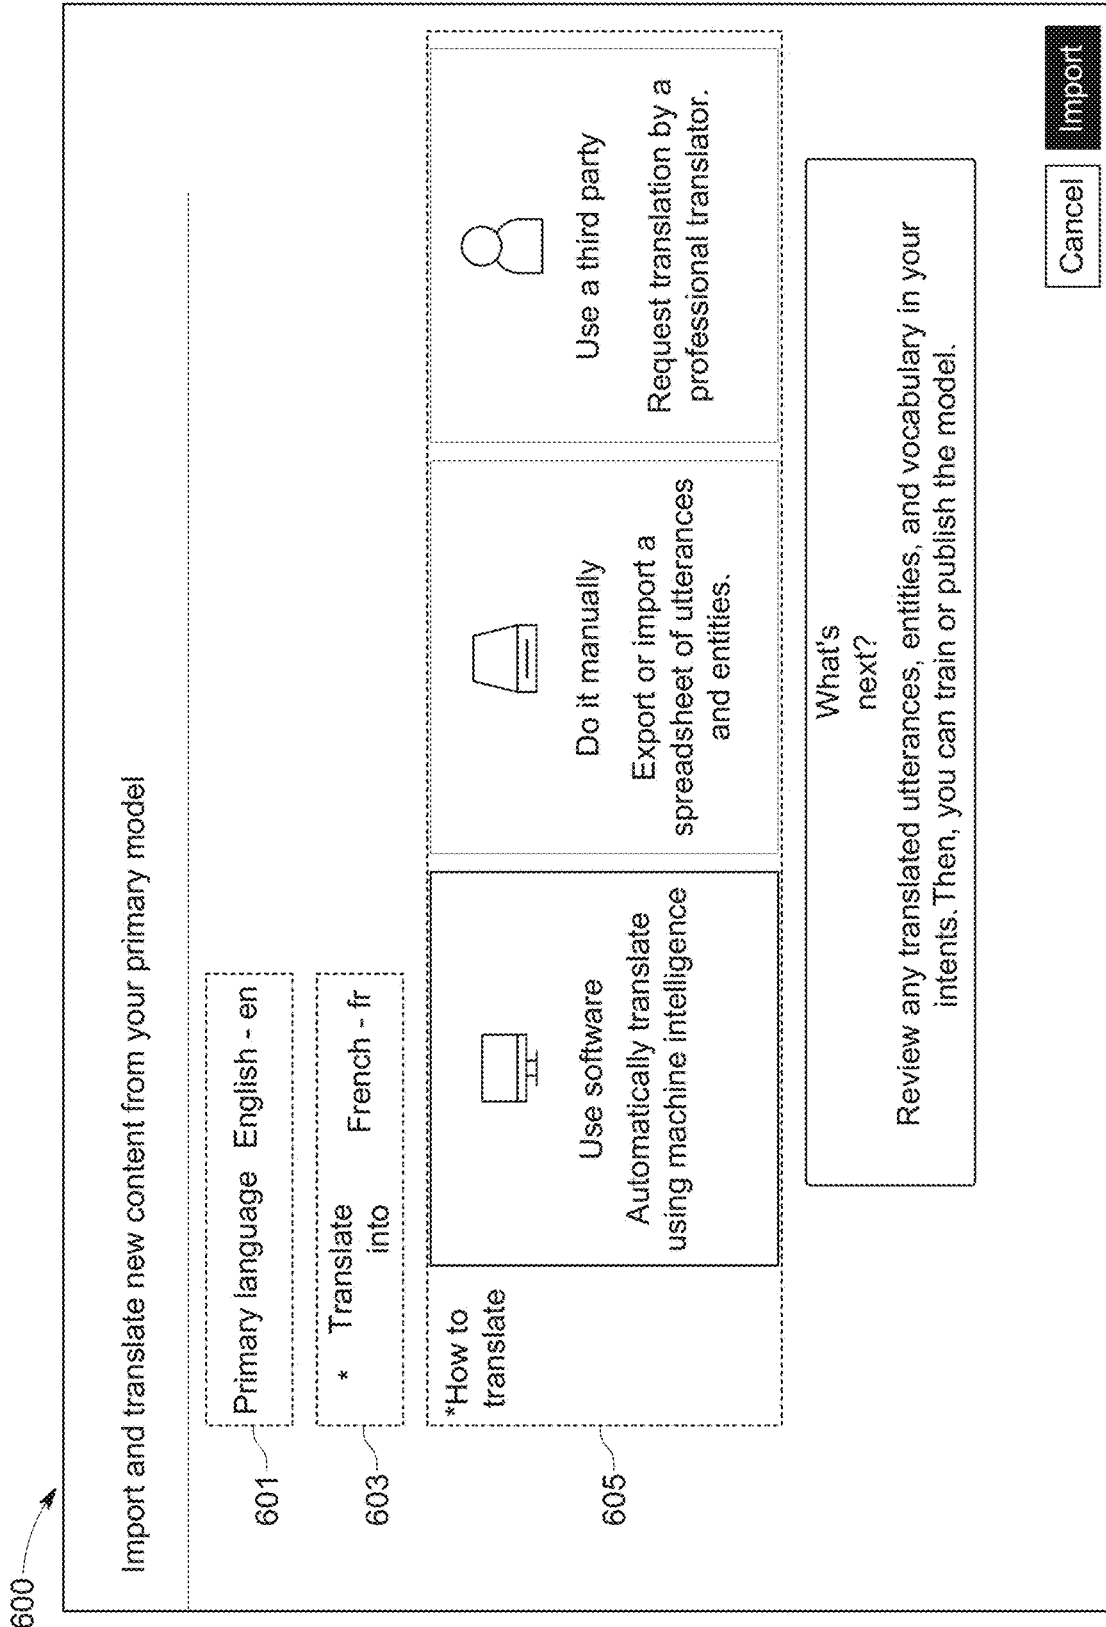 600
Import and translate new content from your primary model
601
Primary language English - en
603
* Translate
into
French - fr
605
*How to
translate
Use software
Automatically translate
using machine intelligence
Do it manually
Export or import a
spreadsheet of utterances
and entities.
Use a third party
Request translation by a
professional translator.
What's
next?
Review any translated utterances, entities, and vocabulary in your
intents. Then, you can train or publish the model.
Cancel
Import